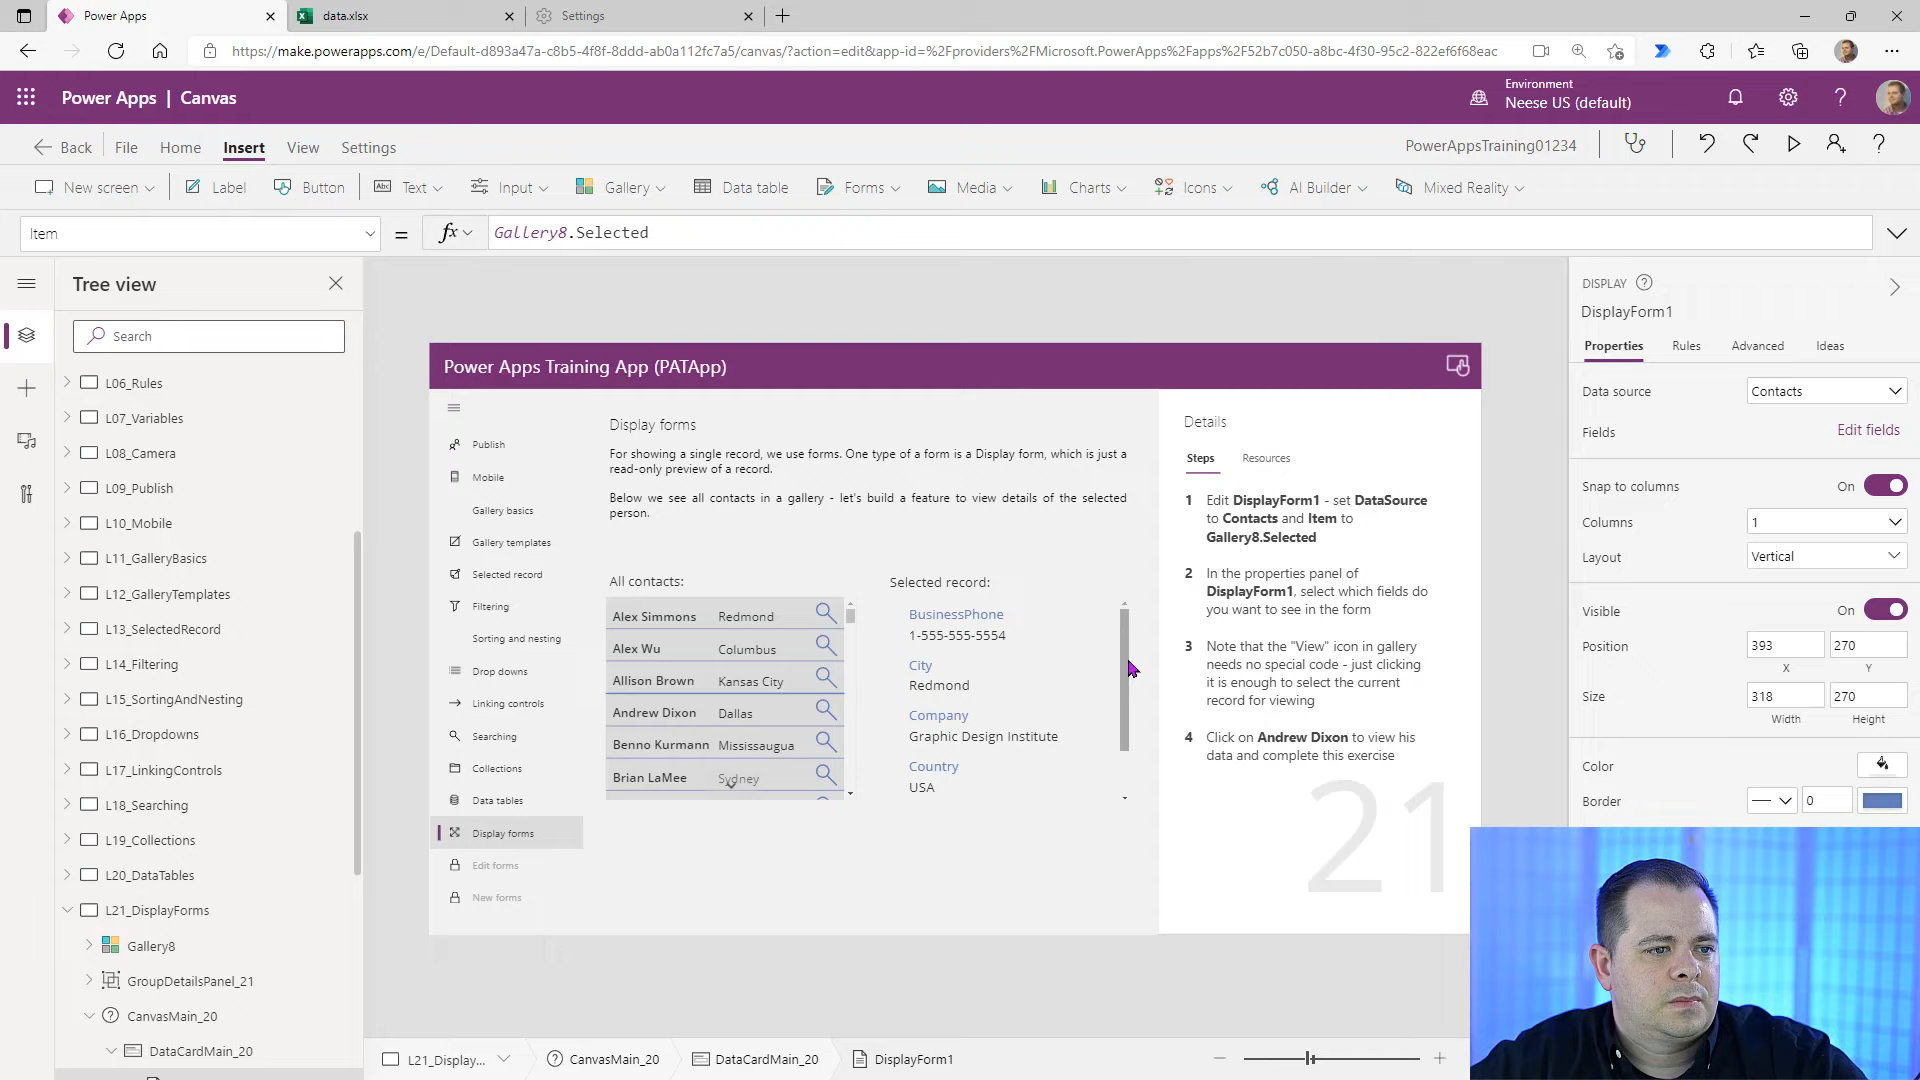 Power Apps
data.xlsx
Settings
https://make.powerapps.com/e/Default-d893a47a-c8b5-4f8f-8ddd-ab0a112fc7a5/canvas/?action=edit&app-id=%2Fproviders%2FMicrosoft.PowerApps%2Fapps%2F52b7c050-a8bc-4f30-95c2-822ef6f68eac
Power Apps | Canvas
Environment
Neese US (default)
Back
File
Home
Insert
View
Settings
PowerAppsTraining01234
New screen
Label
Button
Text
Input
Gallery
Data table
Forms
Media
Charts
Icons
AI Builder
Mixed Reality
Item
=
fx
Gallery8.Selected
Tree view
Search
L06_Rules
L07_Variables
L08_Camera
L09_Publish
L10_Mobile
L11_GalleryBasics
L12_GalleryTemplates
L13_SelectedRecord
L14_Filtering
L15_SortingAndNesting
L16_Dropdowns
L17_LinkingControls
L18_Searching
L19_Collections
L20_DataTables
L21_DisplayForms
Gallery8
GroupDetailsPanel_21
CanvasMain_20
DataCardMain_20
Power Apps Training App (PATApp)
Publish
Mobile
Gallery basics
Gallery templates
Selected record
Filtering
Sorting and nesting
Drop downs
Linking controls
Searching
Collections
Data tables
Display forms
Edit forms
New forms
Display forms
For showing a single record, we use forms. One type of a form is a Display form, which is just a
read-only preview of a record.
Below we see all contacts in a gallery - let's build a feature to view details of the selected
person.
All contacts:
Alex Simmons Redmond
Alex Wu Columbus
Allison Brown Kansas City
Andrew Dixon Dallas
Benno Kurmann Mississaugua
Brian LaMee Sydney
Selected record:
BusinessPhone
1-555-555-5554
City
Redmond
Company
Graphic Design Institute
Country
USA
Details
Steps
Resources
1 Edit DisplayForm1 - set DataSource
to Contacts and Item to
Gallery8.Selected
2 In the properties panel of
DisplayForm1, select which fields do
you want to see in the form
3 Note that the "View" icon in gallery
needs no special code - just clicking
it is enough to select the current
record for viewing
4 Click on Andrew Dixon to view his
data and complete this exercise
21
DISPLAY
DisplayForm1
Properties
Rules
Advanced
Ideas
Data source
Contacts
Fields
Edit fields
Snap to columns
On
Columns
1
Layout
Vertical
Visible
On
Position
393
270
X
Y
Size
318
270
Width
Height
Color
Border
0
L21_Display...
CanvasMain_20
DataCardMain_20
DisplayForm1